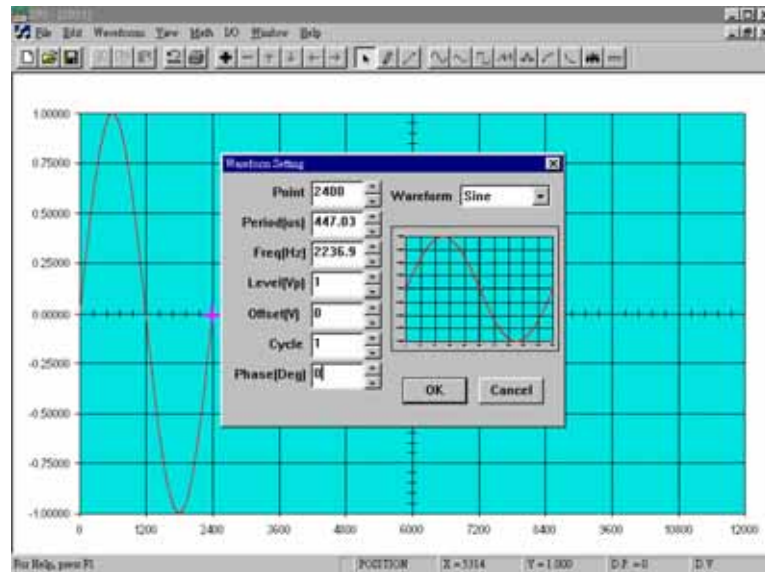 File Edit Waveforms View Math I/O Window Help
Waveform Setting
Point 2400
Waveform Sine
Period(us) 447.03
Freq(Hz) 2236.9
Level(Vp) 1
Offset(V) 0
Cycle 1
Phase(Deg) 0
OK Cancel
1.00000
0.75000
0.50000
0.25000
0.00000
-0.25000
-0.50000
-0.75000
-1.00000
0 1200 2400 3600 4800 6000 7200 8400 9600 10800 12000
For Help, press F1
POSITION X = 5314 Y = 1.000 D.P. = 0 D.Y